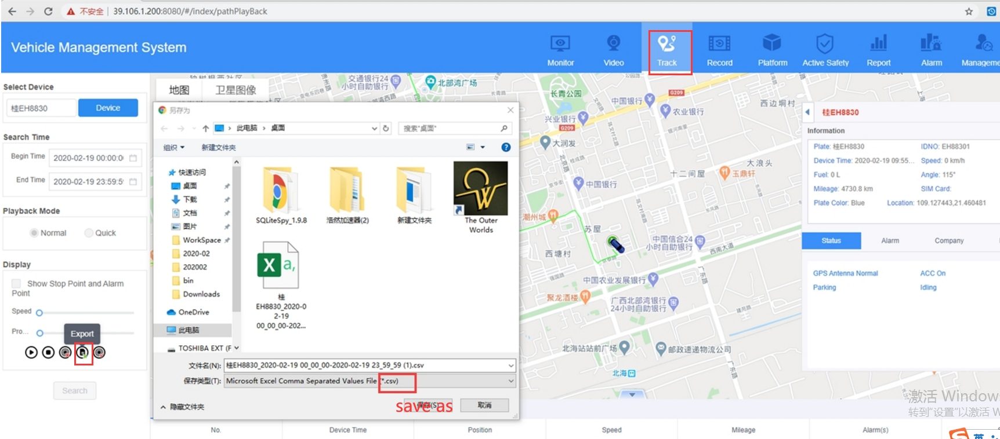 不安全 | 39.106.1.200:8080/#/index/pathPlayBack
Vehicle Management System
Monitor
Video
Track
Record
Platform
Active Safety
Report
Alarm
Manageme
Select Device
桂EH8830
Device
Search Time
Begin Time
2020-02-19 00:00:0
End Time
2020-02-19 23:59:5
Playback Mode
Normal
Quick
Display
Show Stop Point and Alarm
Point
Speed
Pro...
Export
Search
地图
卫星图像
交通银行24
小时自助银行
北部湾广场
长青公园
中国银行
G209
农业银行
西边垌村
兴业银行
G209
大润发
大浪头
十二间屋
玉鼎轩
中国银行
潮州城
苏屋
中国信合24
小时自助银行
西南大道
西塘村
中国农业发展银行
聚龙酒楼
广西北部湾银行
24小时自助银行
北海站站前广场
邮政速递物流公司
北海
广东路
广东路
另存为
此电脑
桌面
搜索"桌面"
组织
新建文件夹
快速访问
桌面
下载
文档
图片
WorkSpace
2020-02
202002
bin
Downloads
OneDrive
此电脑
TOSHIBA EXT (F
SQLiteSpy_1.9.8
浩然加速器(2)
新建文件夹
The Outer
Worlds
桂
EH8830_2020-0
2-19
00_00_00-202...
文件名(N):
桂EH8830_2020-02-19 00_00_00-2020-02-19 23_59_59 (1).csv
保存类型(T):
Microsoft Excel Comma Separated Values File (*.csv)
隐藏文件夹
save as
保存(S)
取消
桂EH8830
Information
Plate: 桂EH8830
IDNO: EH88301
Device Time: 2020-02-19 09:55...
Speed: 0 km/h
Fuel: 0 L
Angle: 115°
Mileage: 4730.8 km
SIM Card:
Plate Color: Blue
Location: 109.127443,21.460481
Status
Alarm
Company
GPS Antenna Normal
ACC On
Parking
Idling
激活 Window
转到"设置"以激活 W
No.
Device Time
Position
Speed
Mileage
Alarm(s)
英